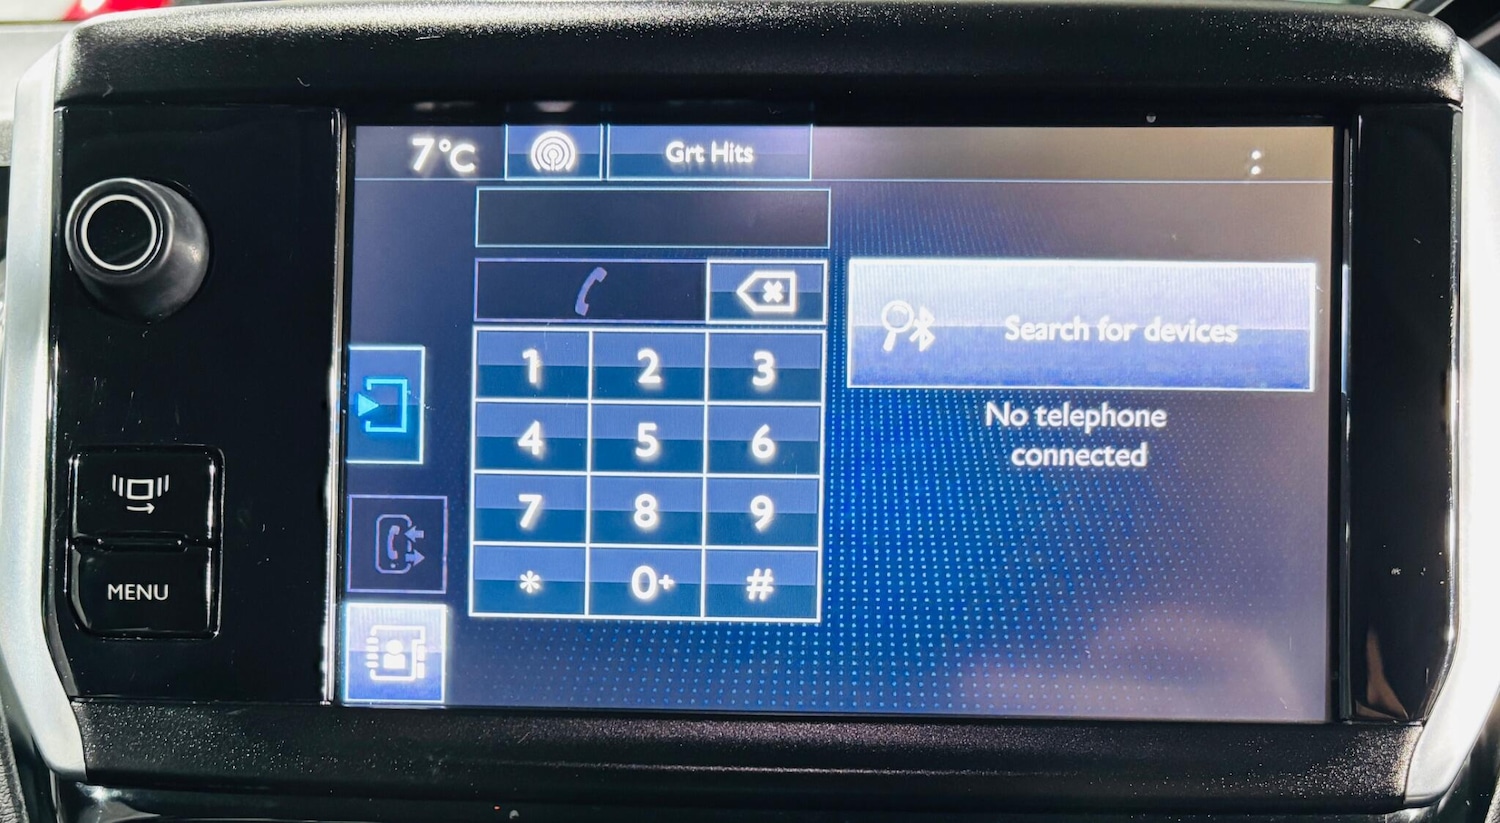 7°C
Grt Hits
1 2 3
4 5 6
7 8 9
* 0+ #
Search for devices
No telephone
connected
MENU